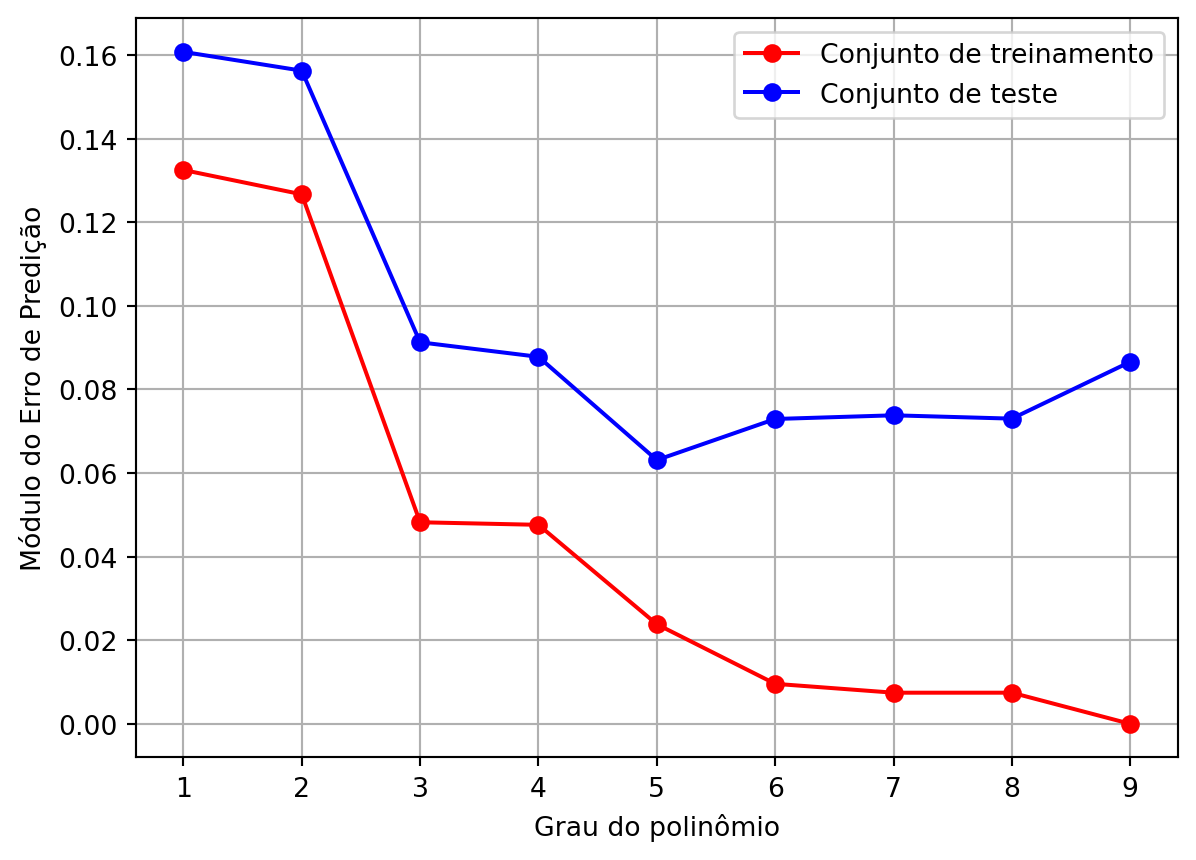 Conjunto de treinamento
Conjunto de teste
0.16
0.14
0.12
0.10
0.08
0.06
0.04
0.02
0.00
Módulo do Erro de Predição
1 2 3 4 5 6 7 8 9
Grau do polinômio